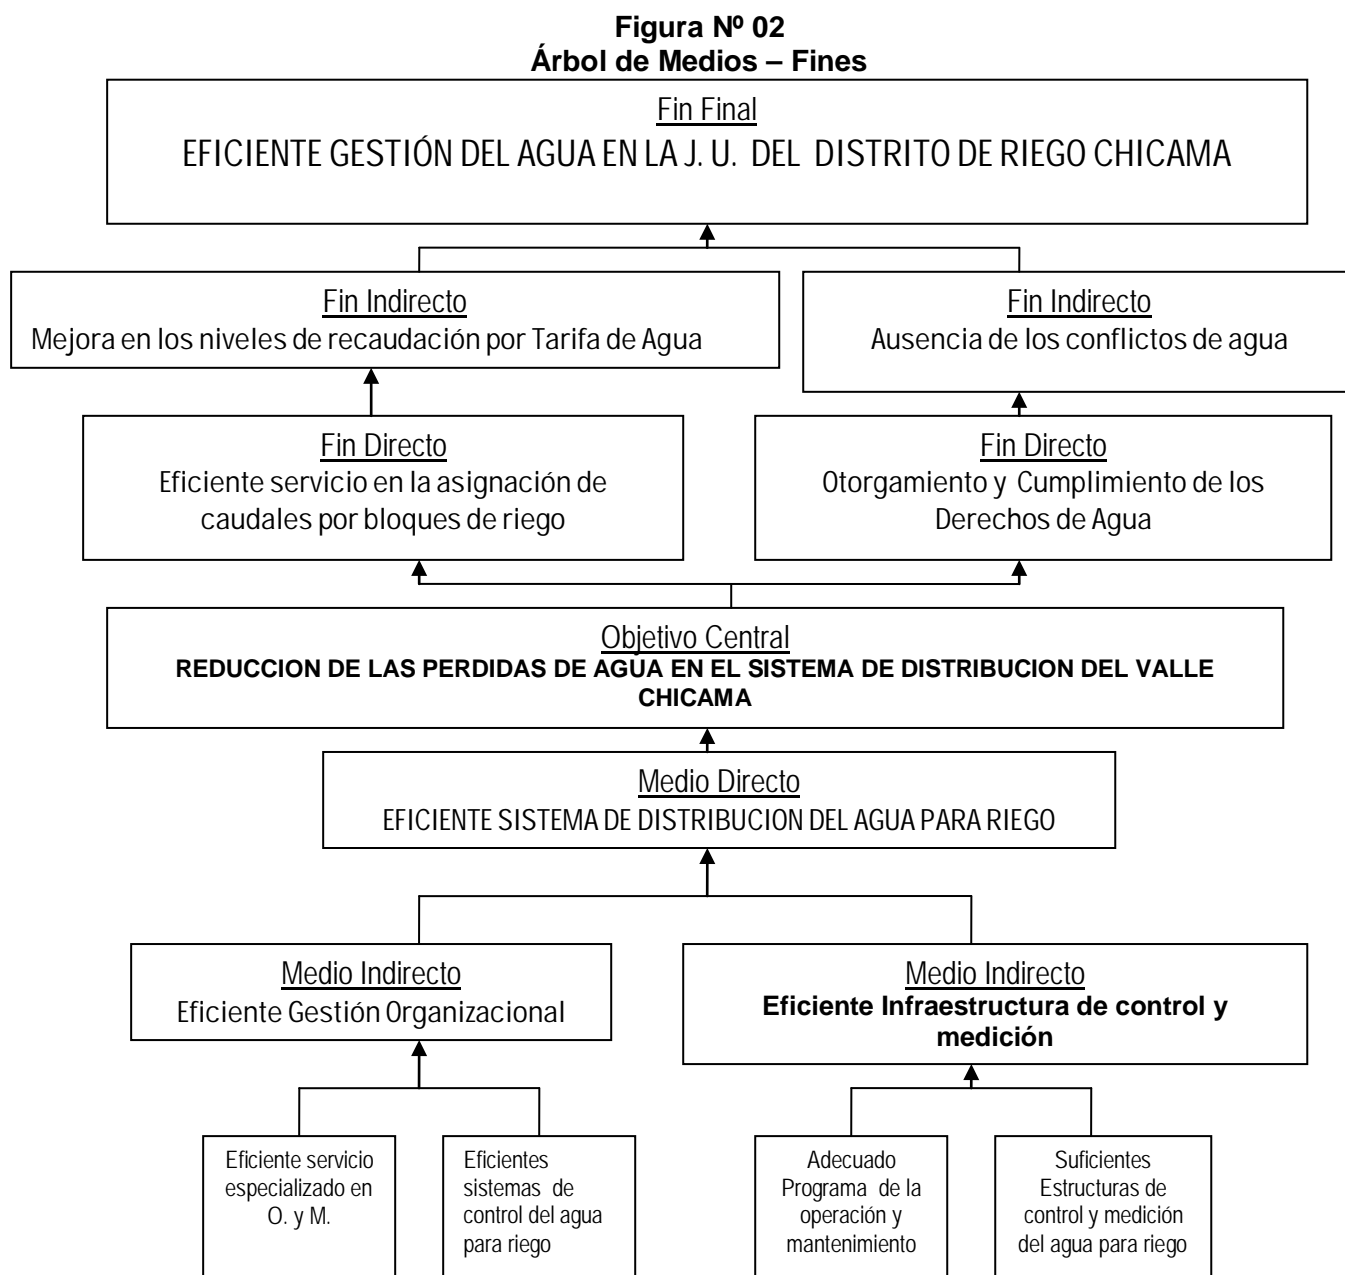 Figura Nº 02
Árbol de Medios – Fines
Fin Final
EFICIENTE GESTIÓN DEL AGUA EN LA J. U. DEL DISTRITO DE RIEGO CHICAMA
Fin Indirecto
Mejora en los niveles de recaudación por Tarifa de Agua
Fin Indirecto
Ausencia de los conflictos de agua
Fin Directo
Eficiente servicio en la asignación de
caudales por bloques de riego
Fin Directo
Otorgamiento y Cumplimiento de los
Derechos de Agua
Objetivo Central
REDUCCION DE LAS PERDIDAS DE AGUA EN EL SISTEMA DE DISTRIBUCION DEL VALLE
CHICAMA
Medio Directo
EFICIENTE SISTEMA DE DISTRIBUCION DEL AGUA PARA RIEGO
Medio Indirecto
Eficiente Gestión Organizacional
Medio Indirecto
Eficiente Infraestructura de control y
medición
Eficiente servicio
especializado en
O. y M.
Eficientes
sistemas de
control del agua
para riego
Adecuado
Programa de la
operación y
mantenimiento
Suficientes
Estructuras de
control y medición
del agua para riego